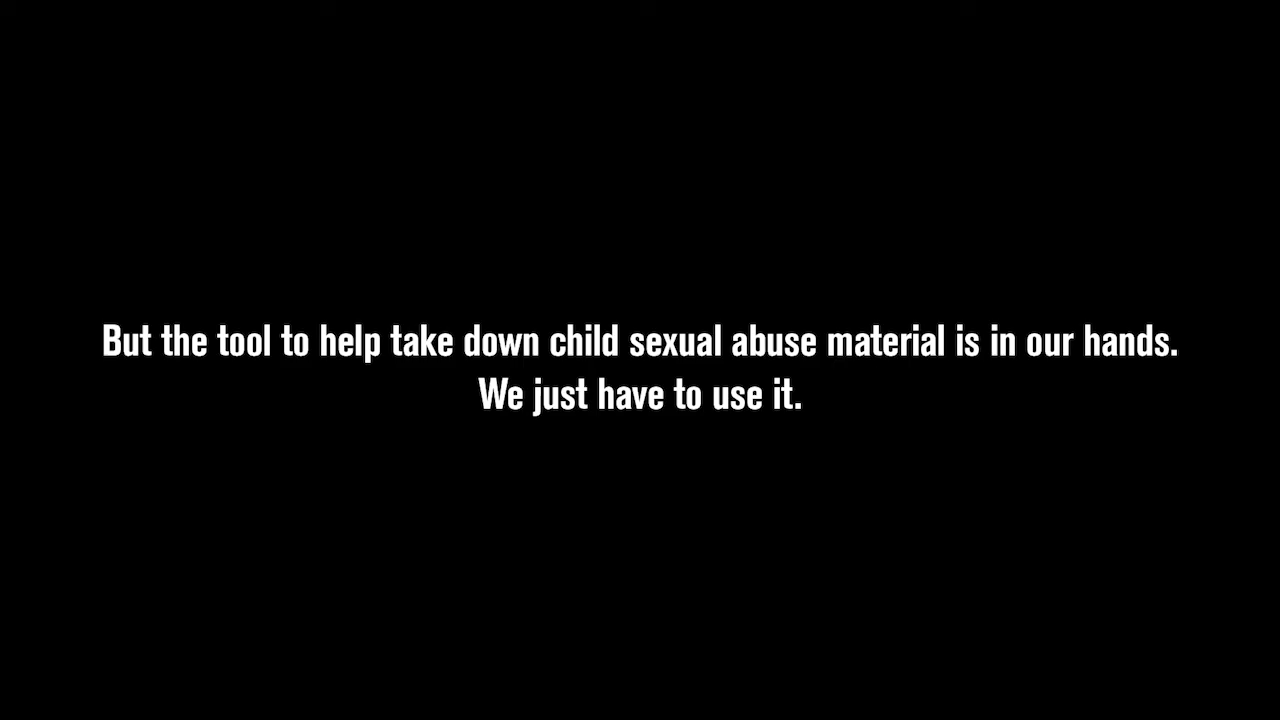 But the tool to help take down child sexual abuse material is in our hands.
We just have to use it.